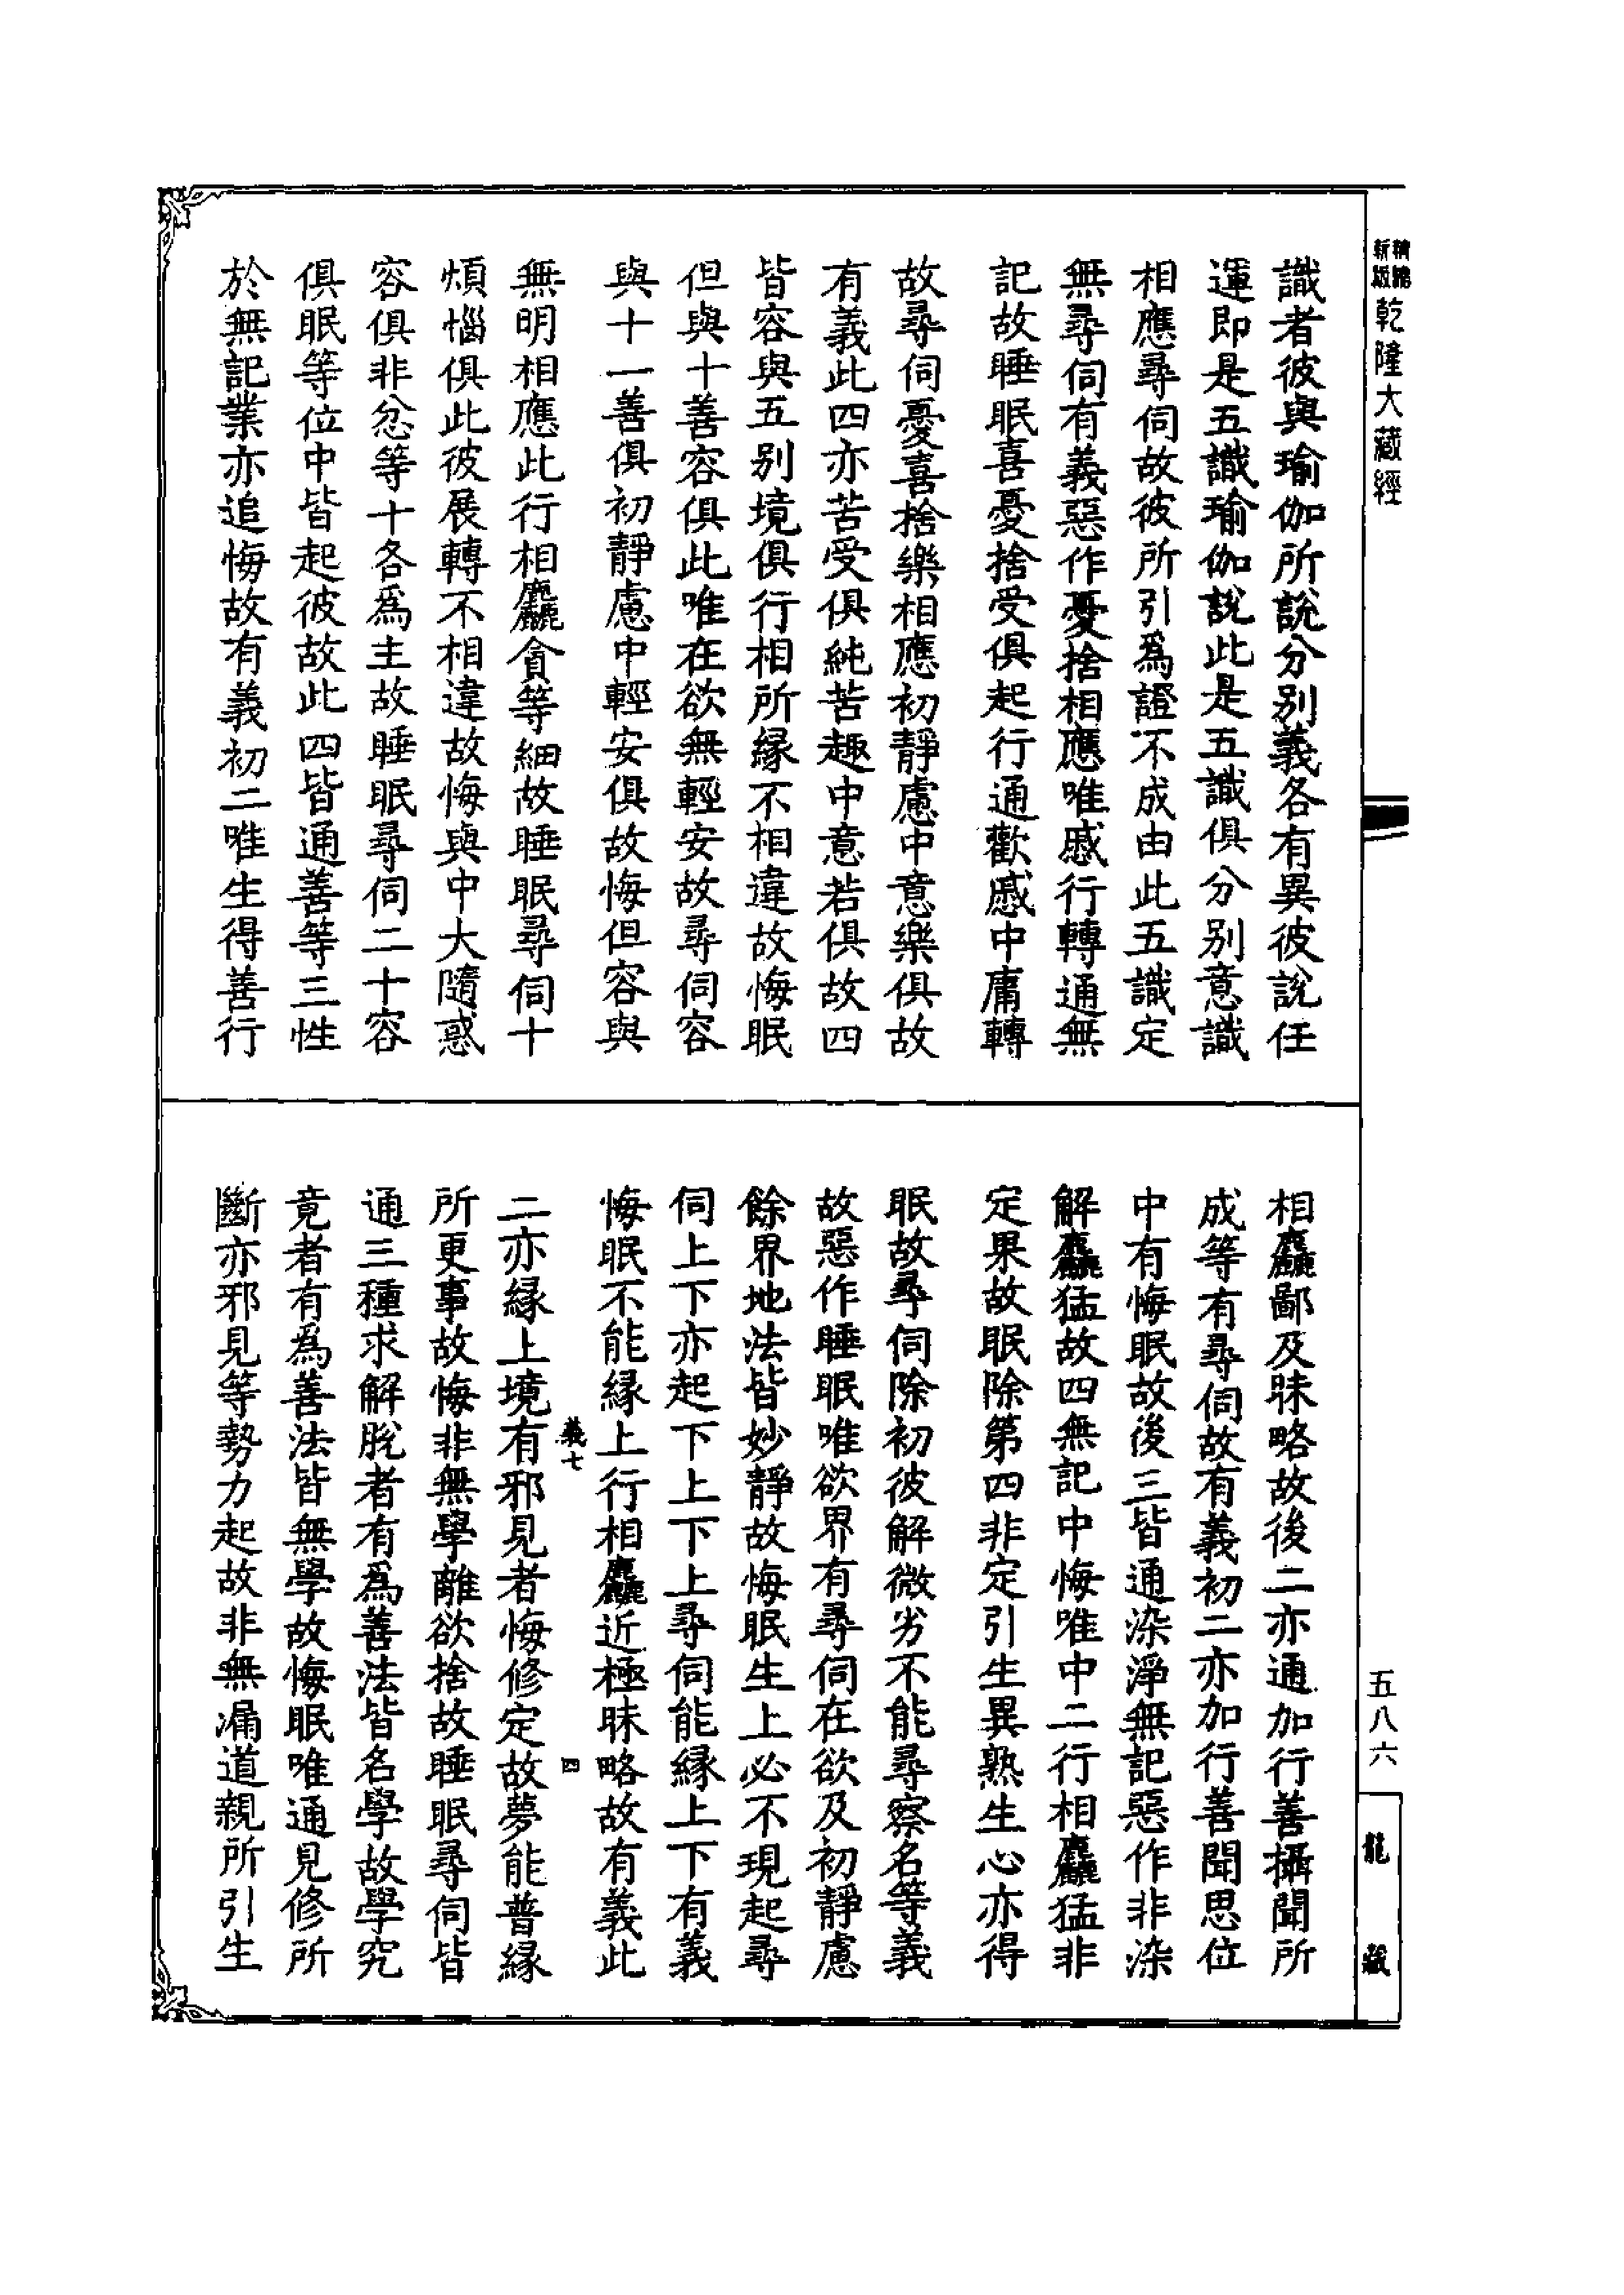 精編
新版
乾隆大藏經
識者彼與瑜伽所說分別義各有異彼說任
運即是五識瑜伽說此是五識俱分別意識
相應尋伺故彼所引為證不成由此五識定
無尋伺有義惡作憂捨相應唯慼行轉通無
記故睡眠喜憂捨受俱起行通歡慼中庸轉
故尋伺憂喜捨樂相應初靜慮中意樂俱故
有義此四亦苦受俱純苦趣中意若俱故四
皆容與五別境俱行相所緣不相違故悔眠
但與十善容俱此唯在欲無輕安故尋伺容
與十一善俱初靜慮中輕安俱故悔但容與
無明相應此行相麤貪等細故睡眠尋伺十
煩惱俱此彼展轉不相違故悔與中大隨惑
容俱非忿等十各為主故睡眠尋伺二十容
俱眠等位中皆起彼故此四皆通善等三性
於無記業亦追悔故有義初二唯生得善行
相麤鄙及昧略故後二亦通加行善攝聞所
成等有尋伺故有義初二亦加行善聞思位
中有悔眠故後三皆通染淨無記惡作非染
解麤猛故四無記中悔唯中二行相麤猛非
定果故眠除第四非定引生異熟生心亦得
眠故尋伺除初彼解微劣不能尋察名等義
故惡作睡眠唯欲界有尋伺在欲及初靜慮
餘界地法皆妙靜故悔眠生上必不現起尋
伺上下亦起下上下上尋伺能緣上下有義
悔眠不能緣上行相麤近極昧略故有義此
義七
四
二亦緣上境有邪見者悔修定故夢能普緣
所更事故悔非無學離欲捨故睡眠尋伺皆
通三種求解脫者有為善法皆名學故學究
竟者有為善法皆無學故悔眠唯通見修所
斷亦邪見等勢力起故非無漏道親所引生
五八六
龍藏